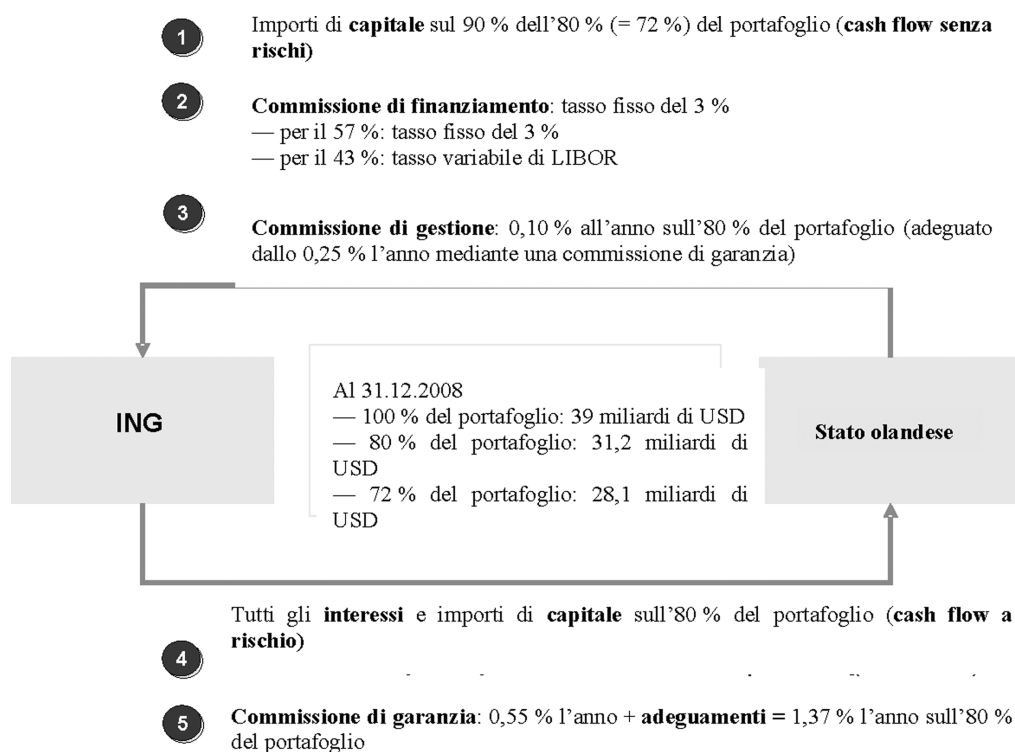 1
Importi di capitale sul 90 % dell’80 % (= 72 %) del portafoglio (cash flow senza
rischi)
2
Commissione di finanziamento: tasso fisso del 3 %
— per il 57 %: tasso fisso del 3 %
— per il 43 %: tasso variabile di LIBOR
3
Commissione di gestione: 0,10 % all’anno sull’80 % del portafoglio (adeguato
dallo 0,25 % l’anno mediante una commissione di garanzia)
ING
Al 31.12.2008
— 100 % del portafoglio: 39 miliardi di USD
— 80 % del portafoglio: 31,2 miliardi di
USD
— 72 % del portafoglio: 28,1 miliardi di
USD
Stato olandese
Tutti gli interessi e importi di capitale sull’80 % del portafoglio (cash flow a
rischio)
4
5
Commissione di garanzia: 0,55 % l’anno + adeguamenti = 1,37 % l’anno sull’80 %
del portafoglio